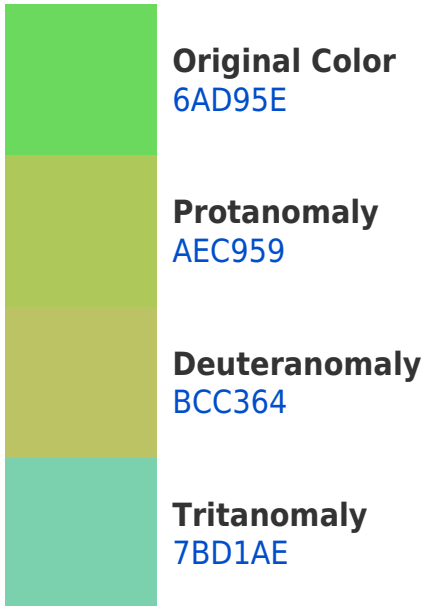 Original Color
6AD95E
Protanomaly
AEC959
Deuteranomaly
BCC364
Tritanomaly
7BD1AE